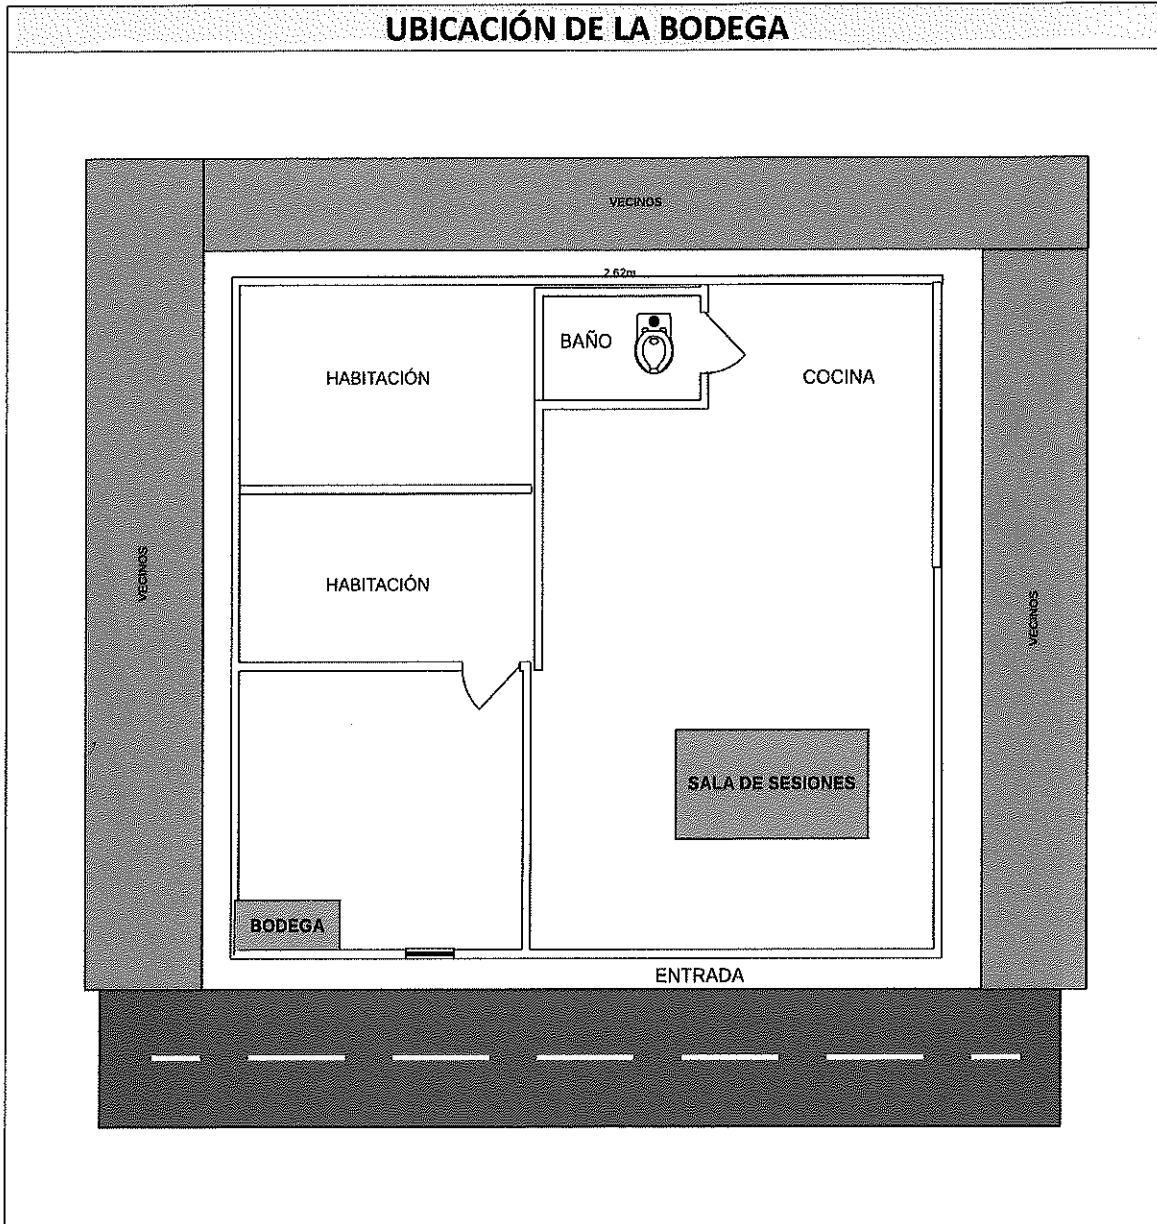 UBICACIÓN DE LA BODEGA
VECINOS
2.62m
BAÑO
HABITACIÓN
COCINA
VECINOS
HABITACIÓN
VECINOS
SALA DE SESIONES
BODEGA
ENTRADA